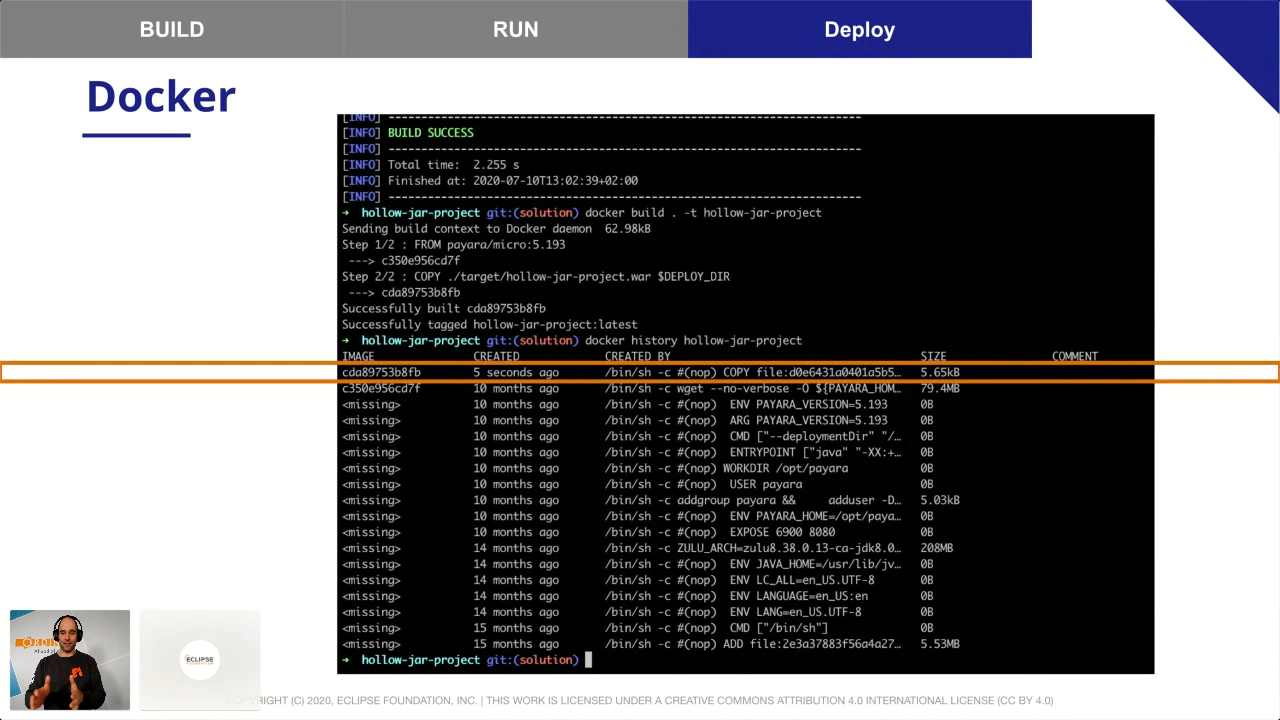 BUILD
RUN
Deploy
Docker
[INFO] ------------------------------------------------------------------------
[INFO] BUILD SUCCESS
[INFO] ------------------------------------------------------------------------
[INFO] Total time:  2.255 s
[INFO] Finished at: 2020-07-10T13:02:39+02:00
[INFO] ------------------------------------------------------------------------
→ hollow-jar-project git:(solution) docker build . -t hollow-jar-project
Sending build context to Docker daemon  62.98kB
Step 1/2 : FROM payara/micro:5.193
---> c350e956cd7f
Step 2/2 : COPY ./target/hollow-jar-project.war $DEPLOY_DIR
---> cda89753b8fb
Successfully built cda89753b8fb
Successfully tagged hollow-jar-project:latest
→ hollow-jar-project git:(solution) docker history hollow-jar-project
IMAGE CREATED CREATED BY SIZE COMMENT
cda89753b8fb 5 seconds ago /bin/sh -c #(nop) COPY file:d0e6431a0401a5b5… 5.65kB
c350e956cd7f 10 months ago /bin/sh -c wget --no-verbose -O ${PAYARA_HOM… 79.4MB
<missing> 10 months ago /bin/sh -c #(nop)  ENV PAYARA_VERSION=5.193 0B
<missing> 10 months ago /bin/sh -c #(nop)  ARG PAYARA_VERSION=5.193 0B
<missing> 10 months ago /bin/sh -c #(nop)  CMD ["--deploymentDir" "/… 0B
<missing> 10 months ago /bin/sh -c #(nop)  ENTRYPOINT ["java" "-XX:+… 0B
<missing> 10 months ago /bin/sh -c #(nop) WORKDIR /opt/payara 0B
<missing> 10 months ago /bin/sh -c #(nop)  USER payara 0B
<missing> 10 months ago /bin/sh -c addgroup payara &&     adduser -D… 5.03kB
<missing> 10 months ago /bin/sh -c #(nop)  ENV PAYARA_HOME=/opt/paya… 0B
<missing> 10 months ago /bin/sh -c #(nop)  EXPOSE 6900 8080 0B
<missing> 14 months ago /bin/sh -c ZULU_ARCH=zulu8.38.0.13-ca-jdk8.0… 208MB
<missing> 14 months ago /bin/sh -c #(nop)  ENV JAVA_HOME=/usr/lib/jv… 0B
<missing> 14 months ago /bin/sh -c #(nop)  ENV LC_ALL=en_US.UTF-8 0B
<missing> 14 months ago /bin/sh -c #(nop)  ENV LANGUAGE=en_US:en 0B
<missing> 14 months ago /bin/sh -c #(nop)  ENV LANG=en_US.UTF-8 0B
<missing> 15 months ago /bin/sh -c #(nop)  CMD ["/bin/sh"] 0B
<missing> 15 months ago /bin/sh -c #(nop) ADD file:2e3a37883f56a4a27… 5.53MB
→ hollow-jar-project git:(solution)
ECLIPSE
FOUNDATION
COPYRIGHT (C) 2020, ECLIPSE FOUNDATION, INC. | THIS WORK IS LICENSED UNDER A CREATIVE COMMONS ATTRIBUTION 4.0 INTERNATIONAL LICENSE (CC BY 4.0)